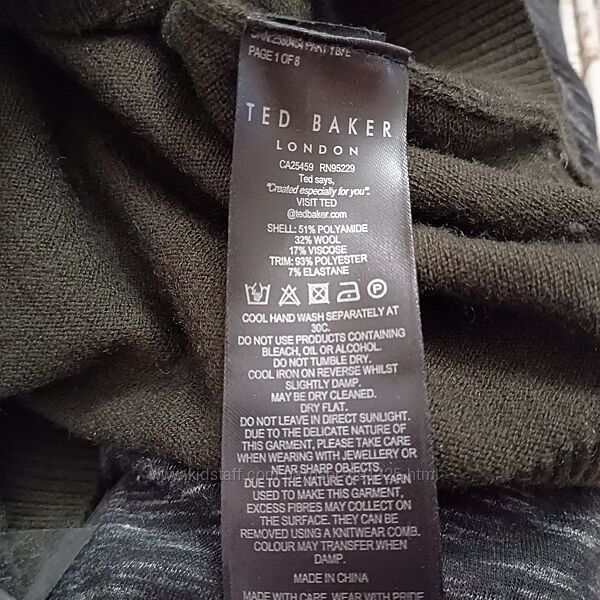 PAGE 1 OF 8
TED BAKER
LONDON
CA25459 RN95229
Ted says,
"Created especially for you".
VISIT TED
@tedbaker.com
SHELL: 51% POLYAMIDE
32% WOOL
17% VISCOSE
TRIM: 93% POLYESTER
7% ELASTANE
COOL HAND WASH SEPARATELY AT
30C.
DO NOT USE PRODUCTS CONTAINING
BLEACH, OIL OR ALCOHOL.
DO NOT TUMBLE DRY.
COOL IRON ON REVERSE WHILST
SLIGHTLY DAMP.
MAY BE DRY CLEANED.
DRY FLAT.
DO NOT LEAVE IN DIRECT SUNLIGHT.
DUE TO THE DELICATE NATURE OF
THIS GARMENT, PLEASE TAKE CARE
WHEN WEARING WITH JEWELLERY OR
NEAR SHARP OBJECTS.
DUE TO THE NATURE OF THE YARN
USED TO MAKE THIS GARMENT,
EXCESS FIBRES MAY COLLECT ON
THE SURFACE. THEY CAN BE
REMOVED USING A KNITWEAR COMB.
COLOUR MAY TRANSFER WHEN
DAMP.
MADE IN CHINA
MADE WITH CARE, WEAR WITH PRIDE